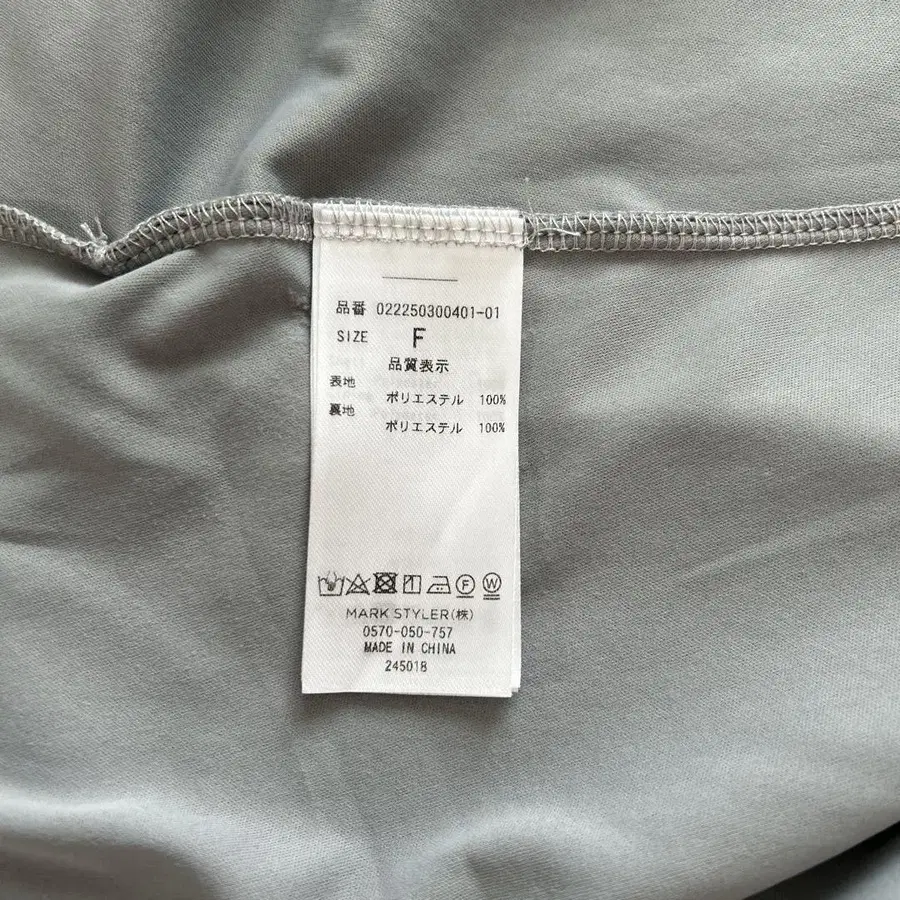 品番 022250300401-01
SIZE F
品質表示
表地
ポリエステル 100%
裏地
ポリエステル 100%
F W
MARK STYLER(株)
0570-050-757
MADE IN CHINA
245018